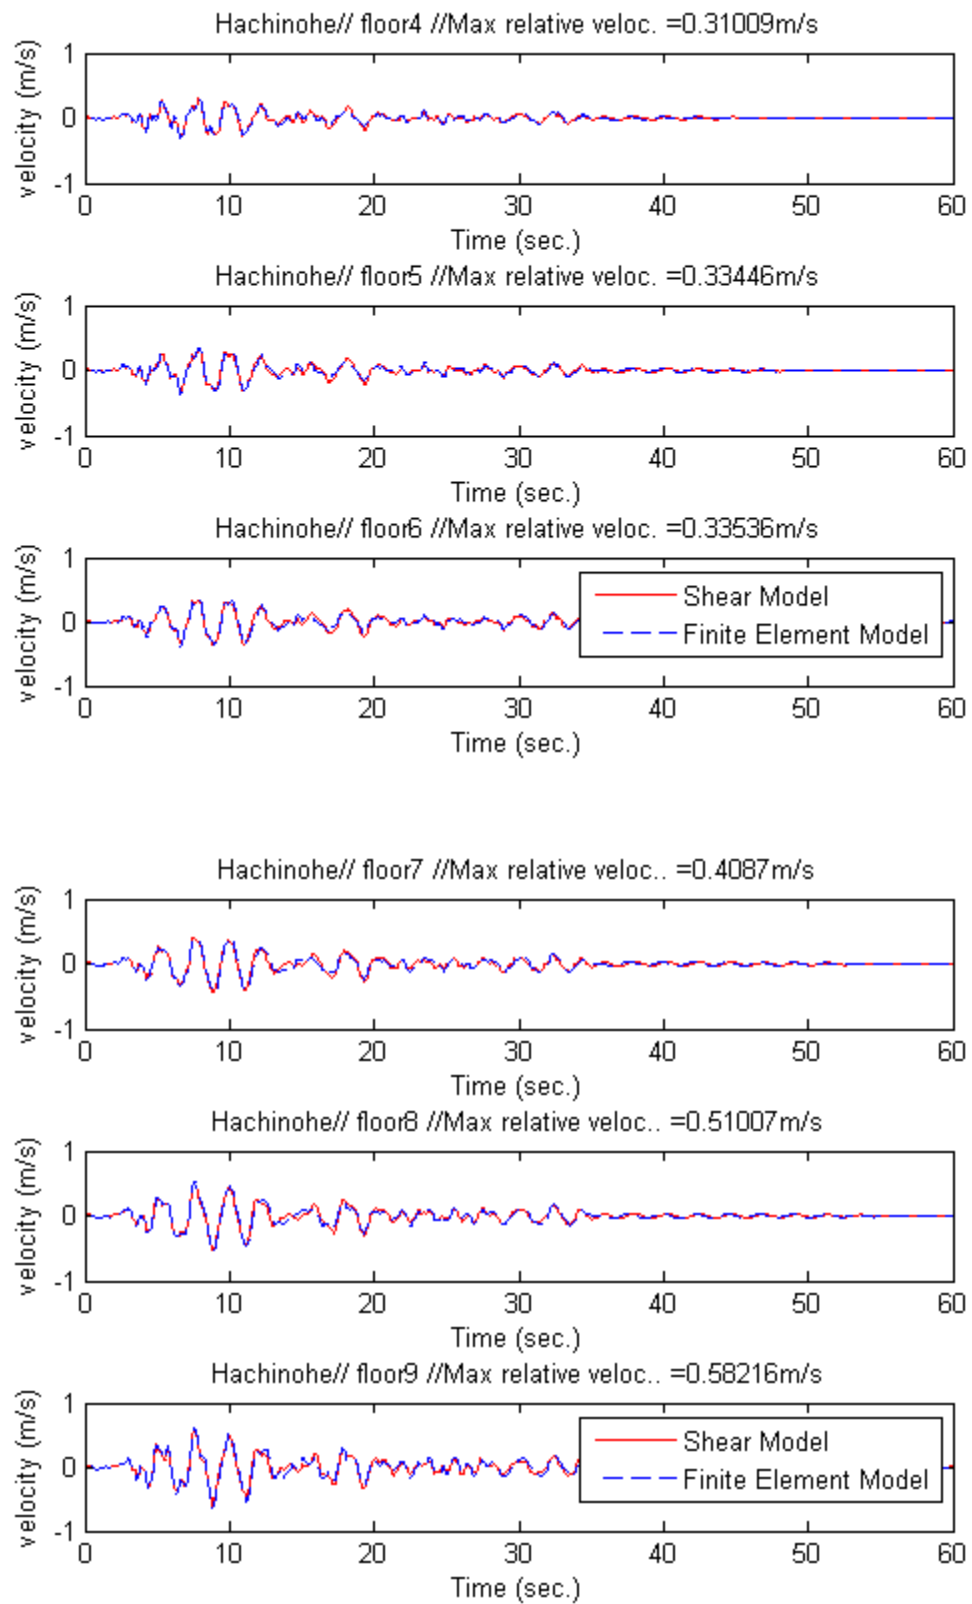 Hachinohe// floor4 //Max relative veloc. =0.31009m/s
velocity (m/s)
1
0
-1
0 10 20 30 40 50 60
Time (sec.)
Hachinohe// floor5 //Max relative veloc. =0.33446m/s
velocity (m/s)
1
0
-1
0 10 20 30 40 50 60
Time (sec.)
Hachinohe// floor6 //Max relative veloc. =0.33536m/s
velocity (m/s)
1
0
-1
Shear Model
Finite Element Model
0 10 20 30 40 50 60
Time (sec.)
Hachinohe// floor7 //Max relative veloc.. =0.4087m/s
velocity (m/s)
1
0
-1
0 10 20 30 40 50 60
Time (sec.)
Hachinohe// floor8 //Max relative veloc.. =0.51007m/s
velocity (m/s)
1
0
-1
0 10 20 30 40 50 60
Time (sec.)
Hachinohe// floor9 //Max relative veloc.. =0.58216m/s
velocity (m/s)
1
0
-1
Shear Model
Finite Element Model
0 10 20 30 40 50 60
Time (sec.)